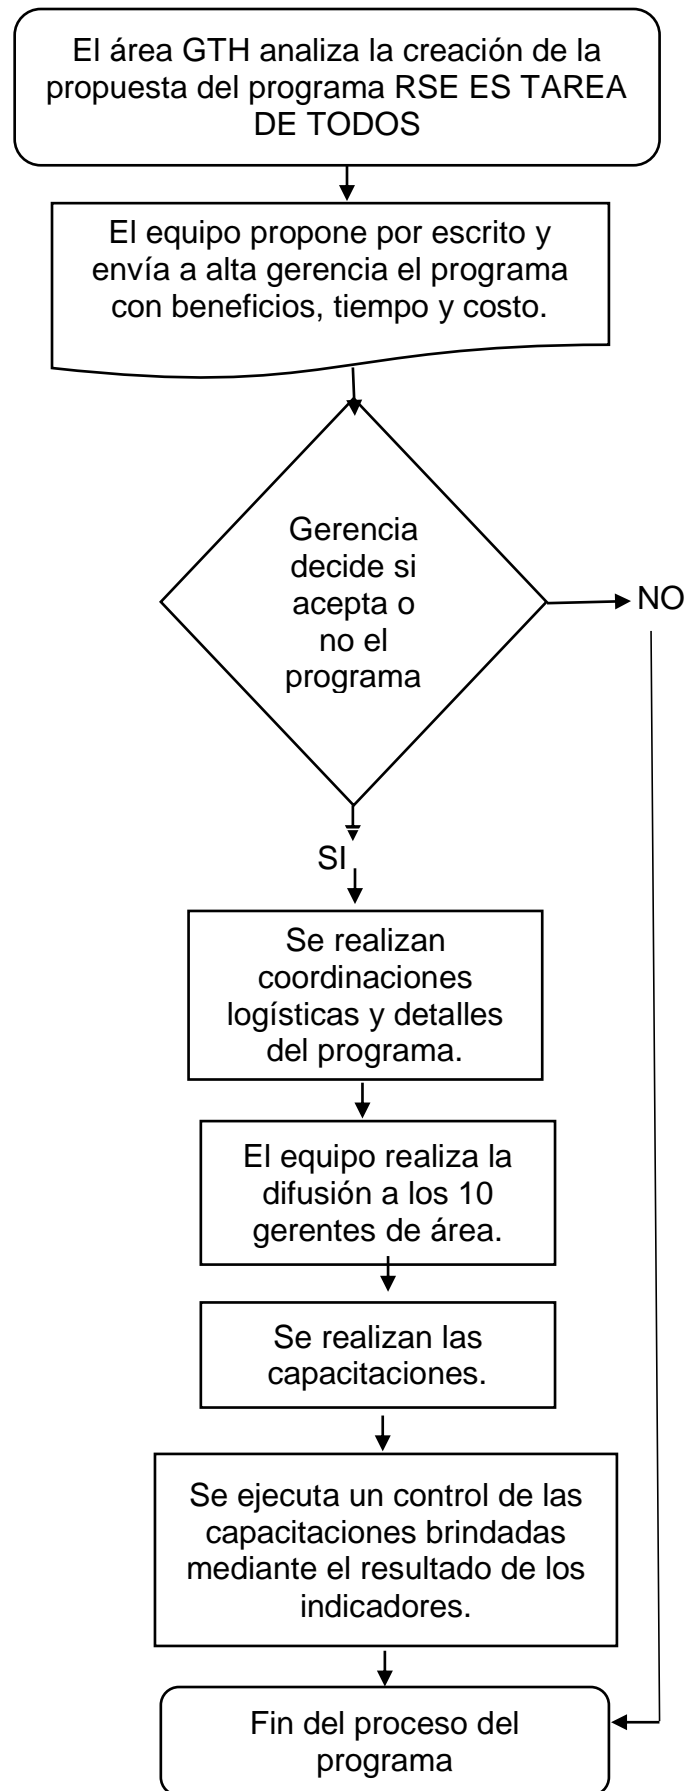 El área GTH analiza la creación de la
propuesta del programa RSE ES TAREA
DE TODOS
El equipo propone por escrito y
envía a alta gerencia el programa
con beneficios, tiempo y costo.
Gerencia
decide si
acepta o
no el
programa
NO
SI
Se realizan
coordinaciones
logísticas y detalles
del programa.
El equipo realiza la
difusión a los 10
gerentes de área.
Se realizan las
capacitaciones.
Se ejecuta un control de las
capacitaciones brindadas
mediante el resultado de los
indicadores.
Fin del proceso del
programa